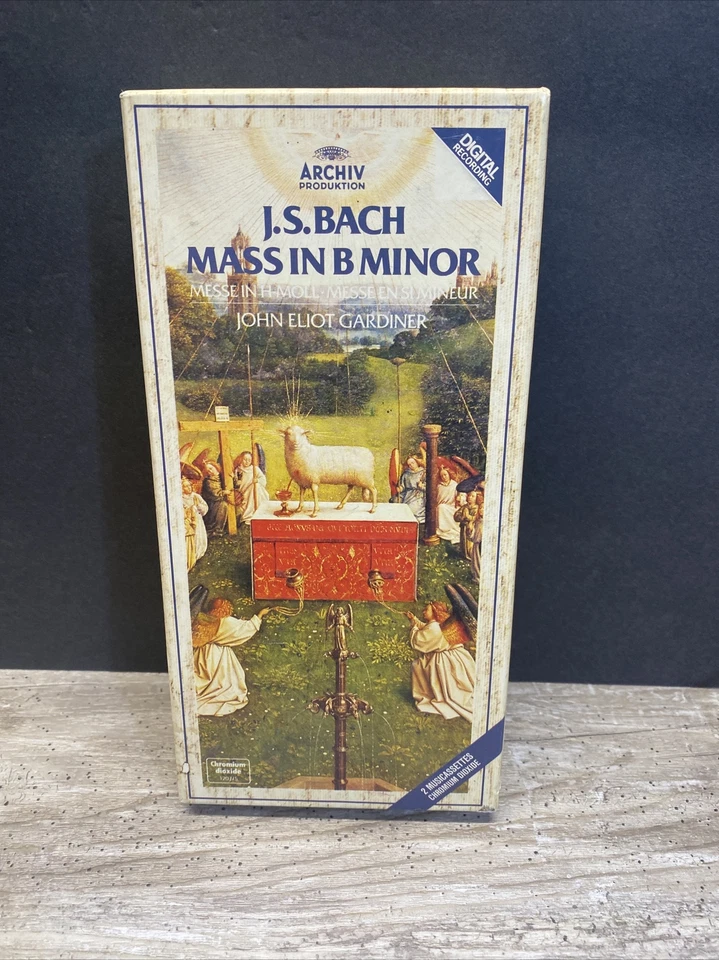 ARCHIV
PRODUKTION
DIGITAL
RECORDING
J.S.BACH
MASS IN B MINOR
MESSE IN H-MOLL · MESSE EN SI MINEUR
JOHN ELIOT GARDINER
Chromium
dioxide
2 MUSICASSETTES
CHROMIUM DIOXIDE